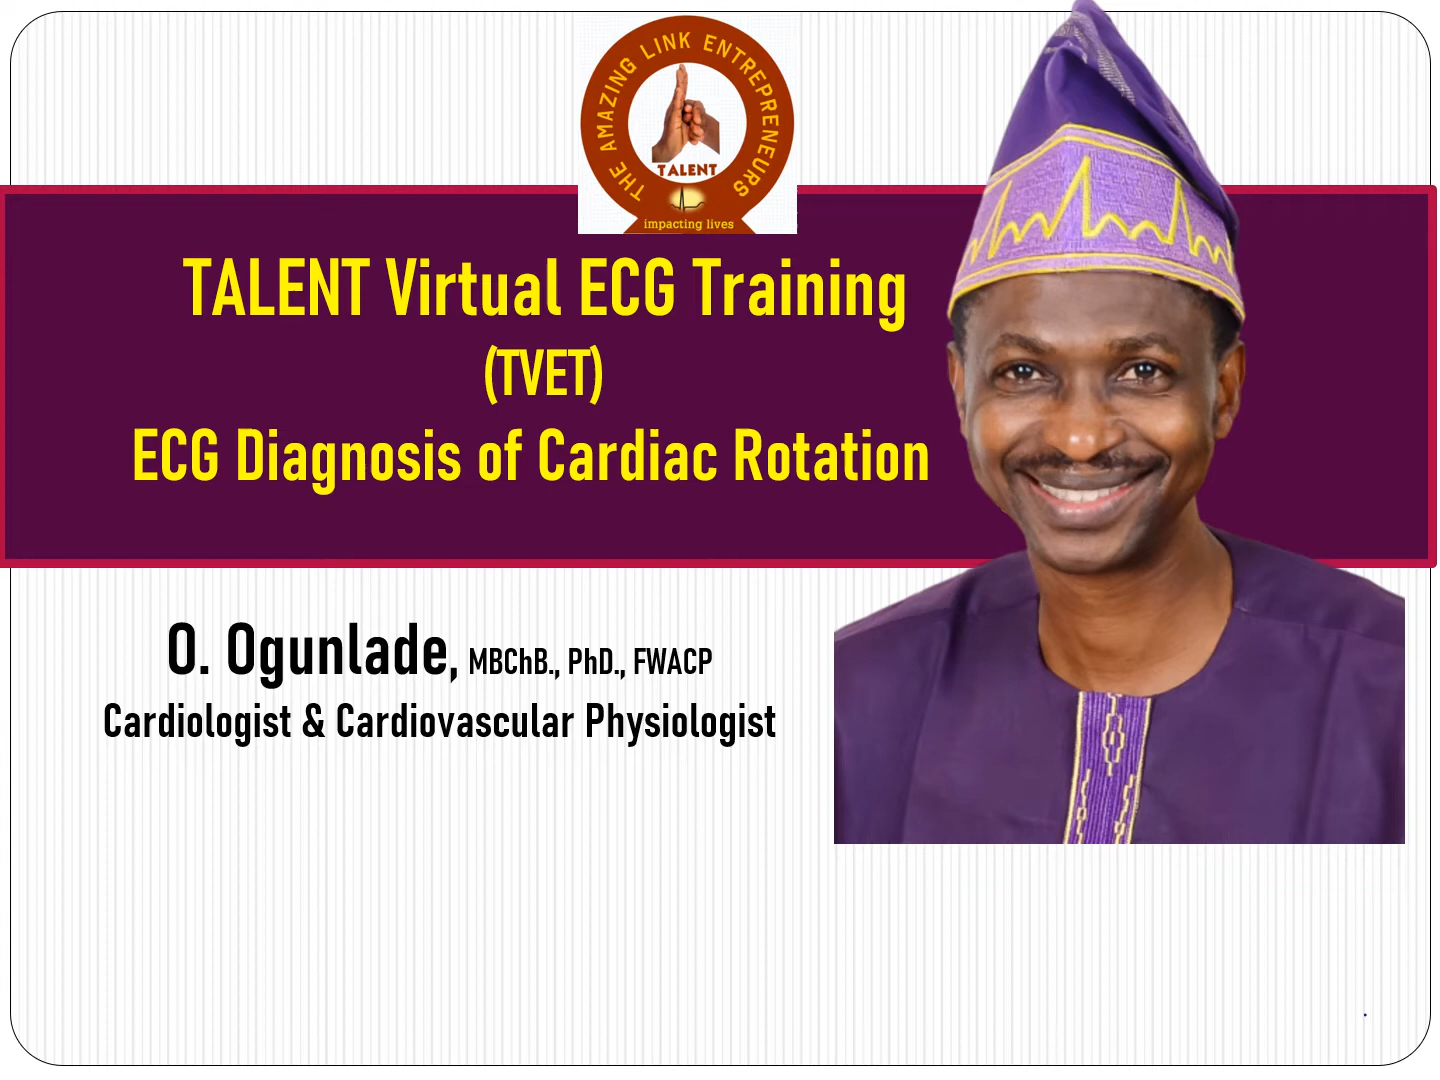 THE AMAZING LINK ENTREPRENEURS
TALENT
impacting lives
TALENT Virtual ECG Training
(TVET)
ECG Diagnosis of Cardiac Rotation
O. Ogunlade, MBChB., PhD., FWACP
Cardiologist & Cardiovascular Physiologist
.